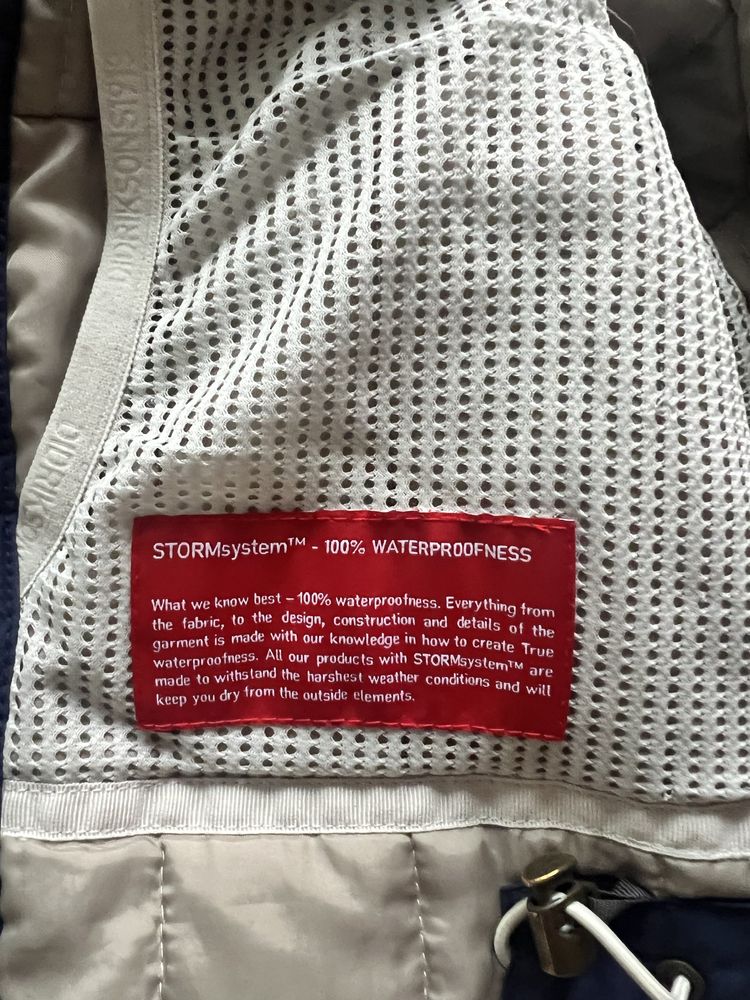 DIDRIKSONS1913
STORMsystem™ - 100% WATERPROOFNESS
What we know best – 100% waterproofness. Everything from
the fabric, to the design, construction and details of the
garment is made with our knowledge in how to create True
waterproofness. All our products with STORMsystem™ are
made to withstand the harshest weather conditions and will
keep you dry from the outside elements.